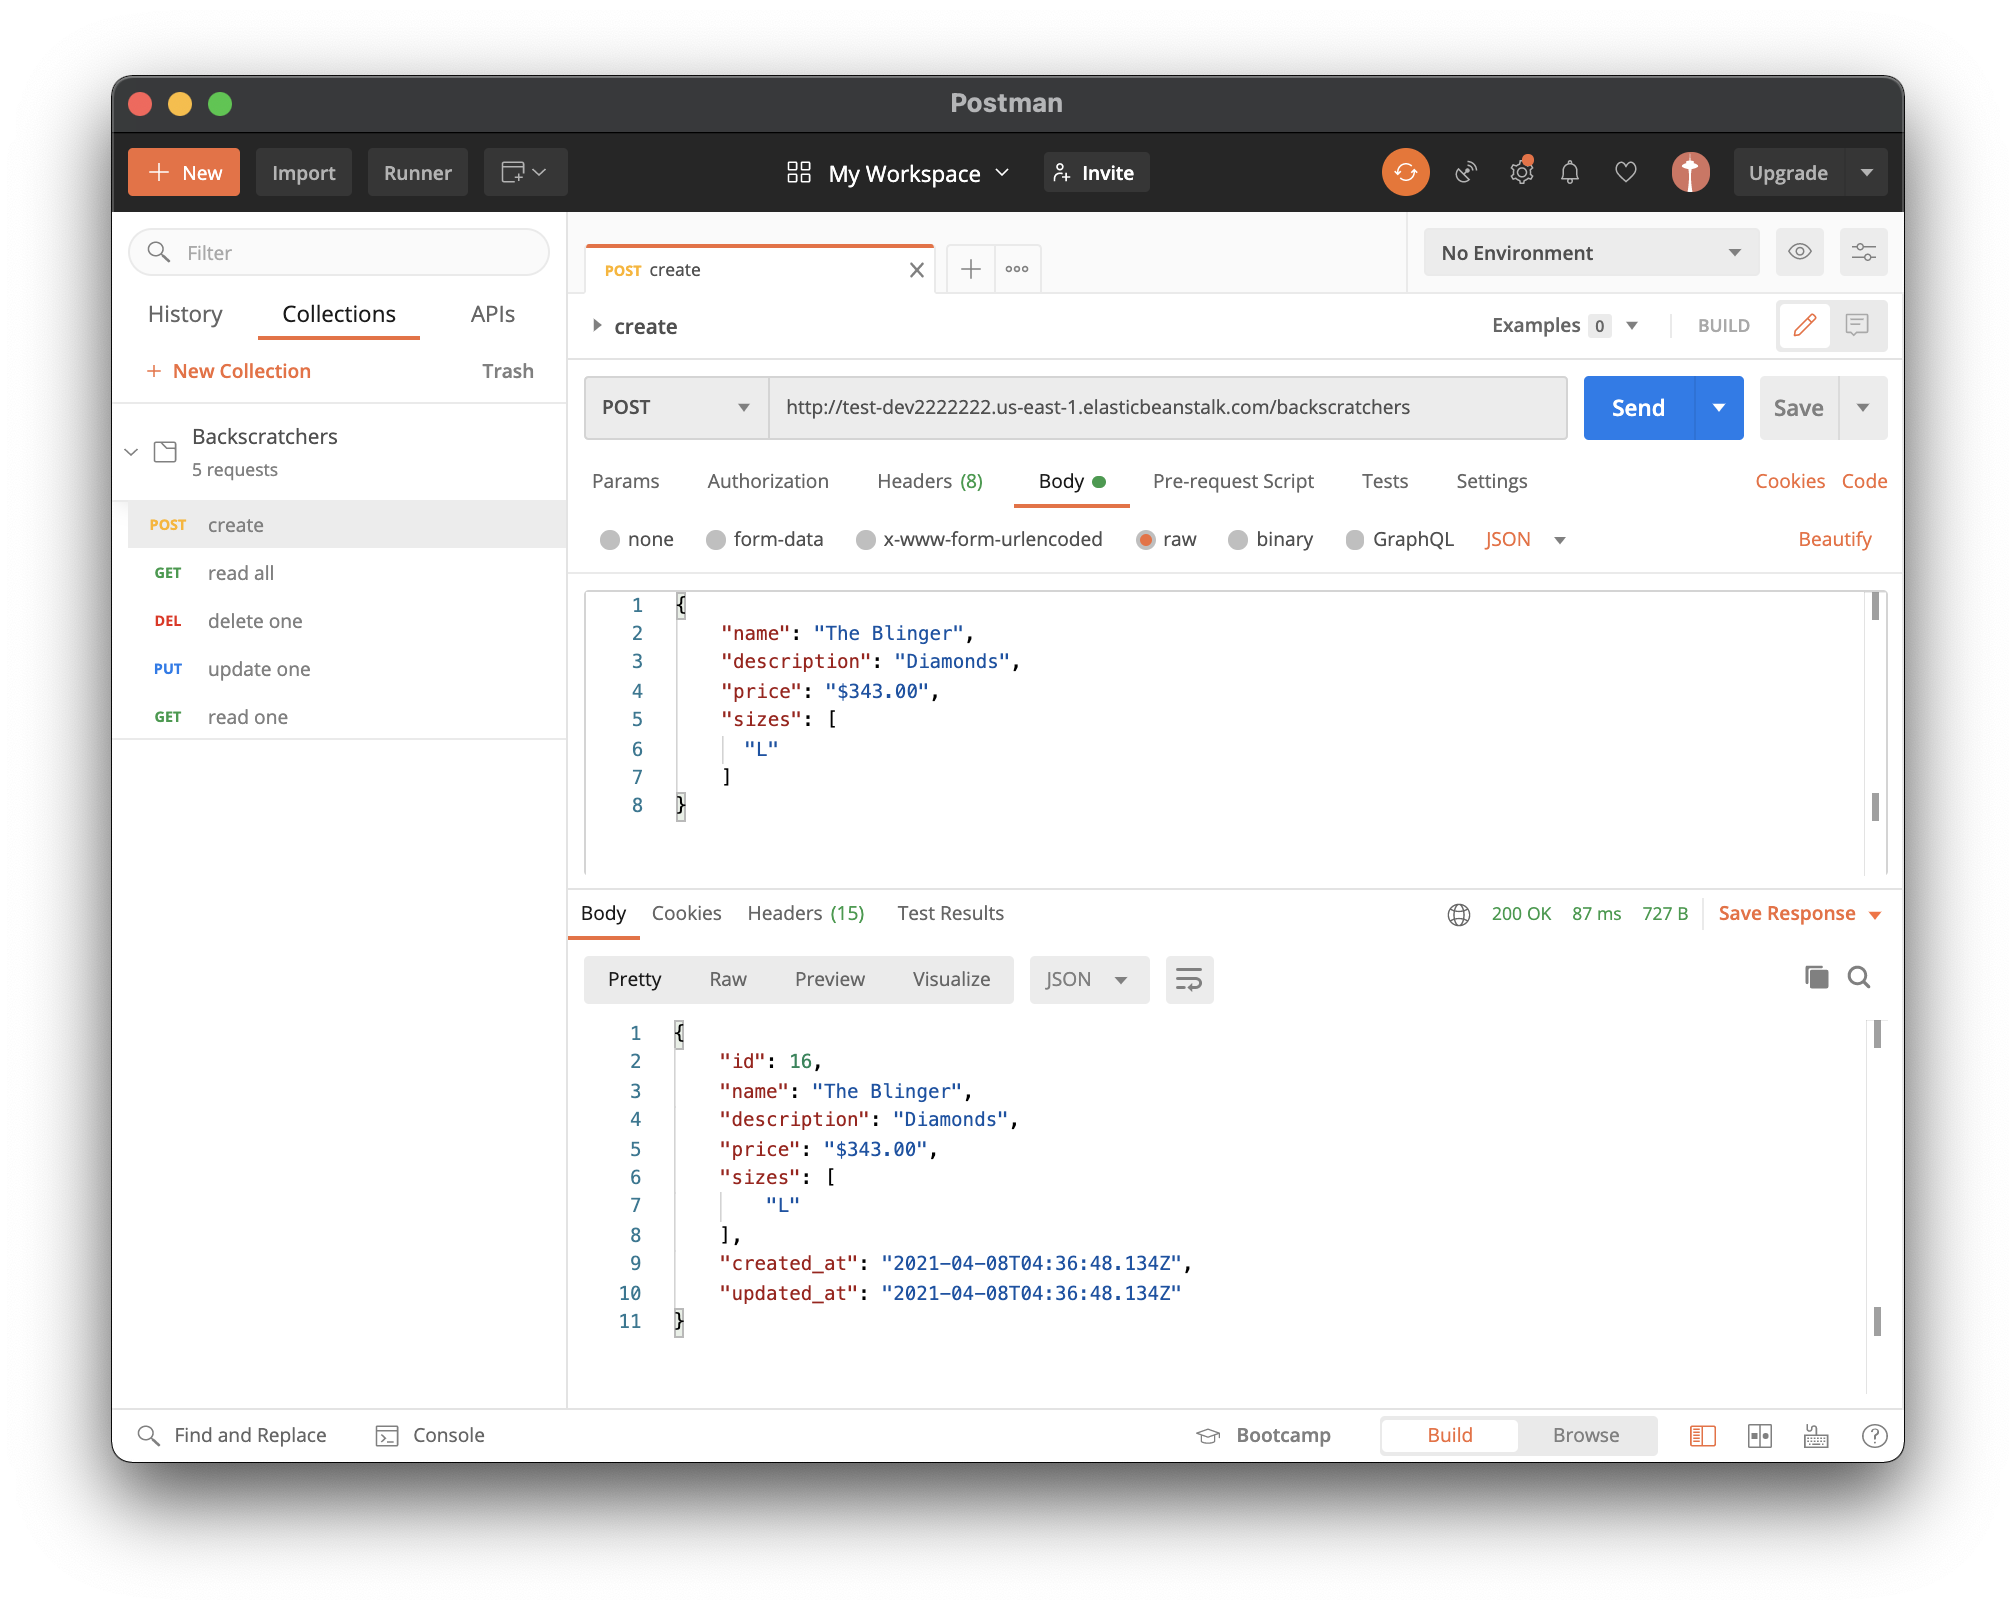 Postman
New
Import
Runner
My Workspace
Invite
Upgrade
Filter
History
Collections
APIs
+ New Collection
Trash
Backscratchers
5 requests
POST create
GET read all
DEL delete one
PUT update one
GET read one
POST create
No Environment
create
Examples 0
BUILD
POST
http://test-dev2222222.us-east-1.elasticbeanstalk.com/backscratchers
Send
Save
Params
Authorization
Headers (8)
Body
Pre-request Script
Tests
Settings
Cookies
Code
none
form-data
x-www-form-urlencoded
raw
binary
GraphQL
JSON
Beautify
1 {
2 "name": "The Blinger",
3 "description": "Diamonds",
4 "price": "$343.00",
5 "sizes": [
6 "L"
7 ]
8 }
Body
Cookies
Headers (15)
Test Results
200 OK
87 ms
727 B
Save Response
Pretty
Raw
Preview
Visualize
JSON
1 {
2 "id": 16,
3 "name": "The Blinger",
4 "description": "Diamonds",
5 "price": "$343.00",
6 "sizes": [
7 "L"
8 ],
9 "created_at": "2021-04-08T04:36:48.134Z",
10 "updated_at": "2021-04-08T04:36:48.134Z"
11 }
Find and Replace
Console
Bootcamp
Build
Browse